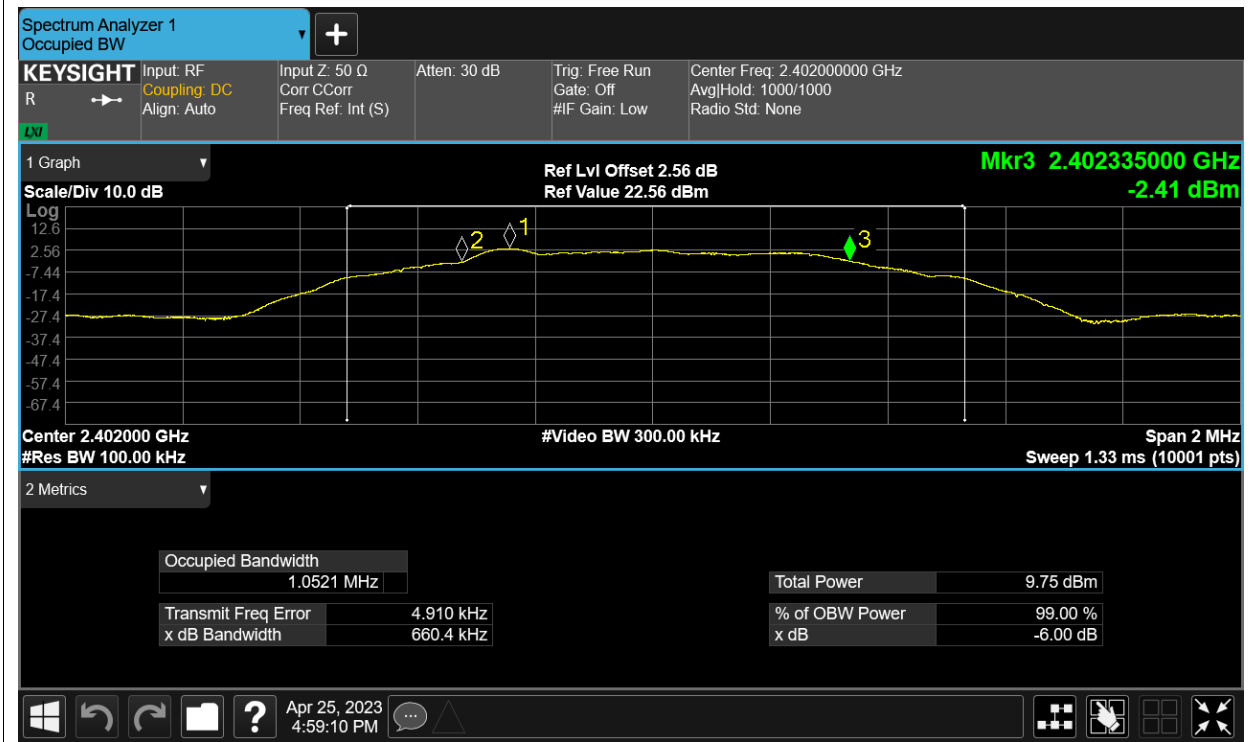 Spectrum Analyzer 1
Occupied BW
▼
+
KEYSIGHT
R
LXI
Input: RF
Coupling: DC
Align: Auto
Input Z: 50 Ω
Corr CCorr
Freq Ref: Int (S)
Atten: 30 dB
Trig: Free Run
Gate: Off
#IF Gain: Low
Center Freq: 2.402000000 GHz
Avg|Hold: 1000/1000
Radio Std: None
1 Graph ▼
Scale/Div 10.0 dB
Ref Lvl Offset 2.56 dB
Ref Value 22.56 dBm
Mkr3 2.402335000 GHz
-2.41 dBm
Log
12.6
2.56
-7.44
-17.4
-27.4
-37.4
-47.4
-57.4
-67.4
2
1
3
Center 2.402000 GHz #Video BW 300.00 kHz Span 2 MHz
#Res BW 100.00 kHz Sweep 1.33 ms (10001 pts)
2 Metrics ▼
Occupied Bandwidth
1.0521 MHz
Transmit Freq Error 4.910 kHz
x dB Bandwidth 660.4 kHz
Total Power 9.75 dBm
% of OBW Power 99.00 %
x dB -6.00 dB
?
Apr 25, 2023
4:59:10 PM